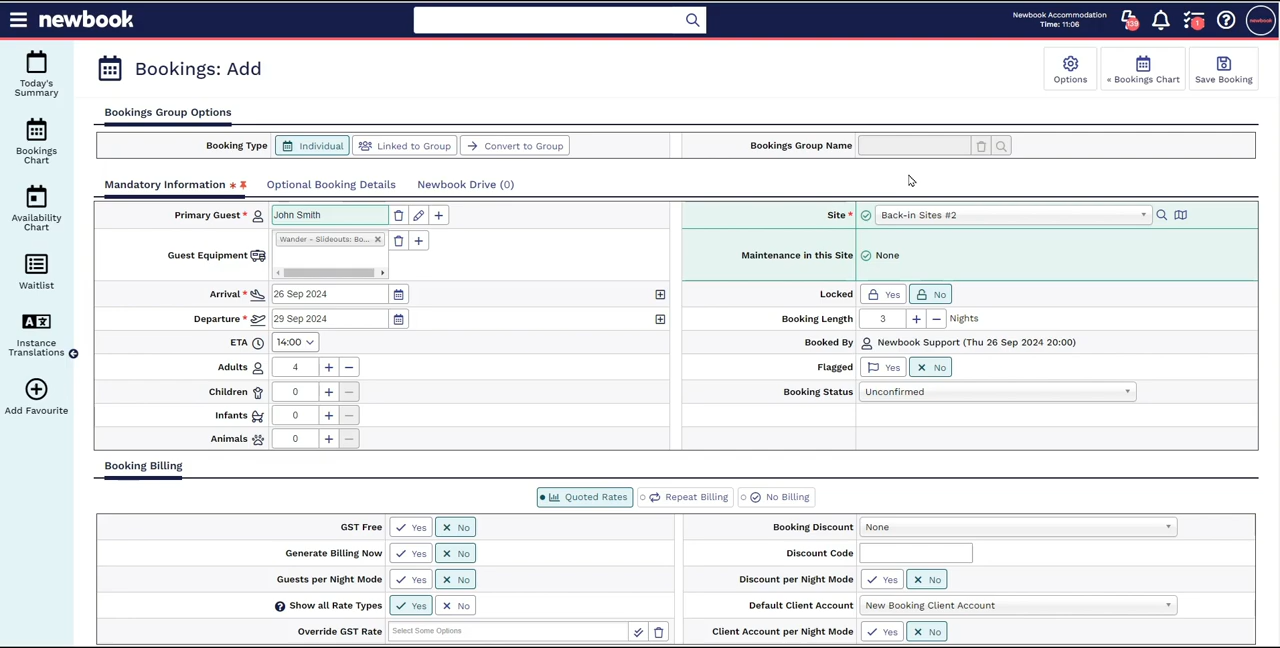 newbook
Newbook Accommodation
Time: 11:06
139
1
newbook
Today's
Summary
Bookings
Chart
Availability
Chart
Waitlist
Instance
Translations
Add Favourite
Bookings: Add
Options
« Bookings Chart
Save Booking
Bookings Group Options
Booking Type Individual Linked to Group Convert to Group Bookings Group Name
Mandatory Information * Optional Booking Details Newbook Drive (0)
Primary Guest * John Smith Site * Back-in Sites #2
Guest Equipment Wander - Slideouts: Bo... Maintenance in this Site None
Arrival * 26 Sep 2024 Locked Yes No
Departure * 29 Sep 2024 Booking Length 3 Nights
ETA 14:00 Booked By Newbook Support (Thu 26 Sep 2024 20:00)
Adults 4 Flagged Yes No
Children 0 Booking Status Unconfirmed
Infants 0
Animals 0
Booking Billing
Quoted Rates Repeat Billing No Billing
GST Free Yes No Booking Discount None
Generate Billing Now Yes No Discount Code
Guests per Night Mode Yes No Discount per Night Mode Yes No
Show all Rate Types Yes No Default Client Account New Booking Client Account
Override GST Rate Select Some Options Client Account per Night Mode Yes No